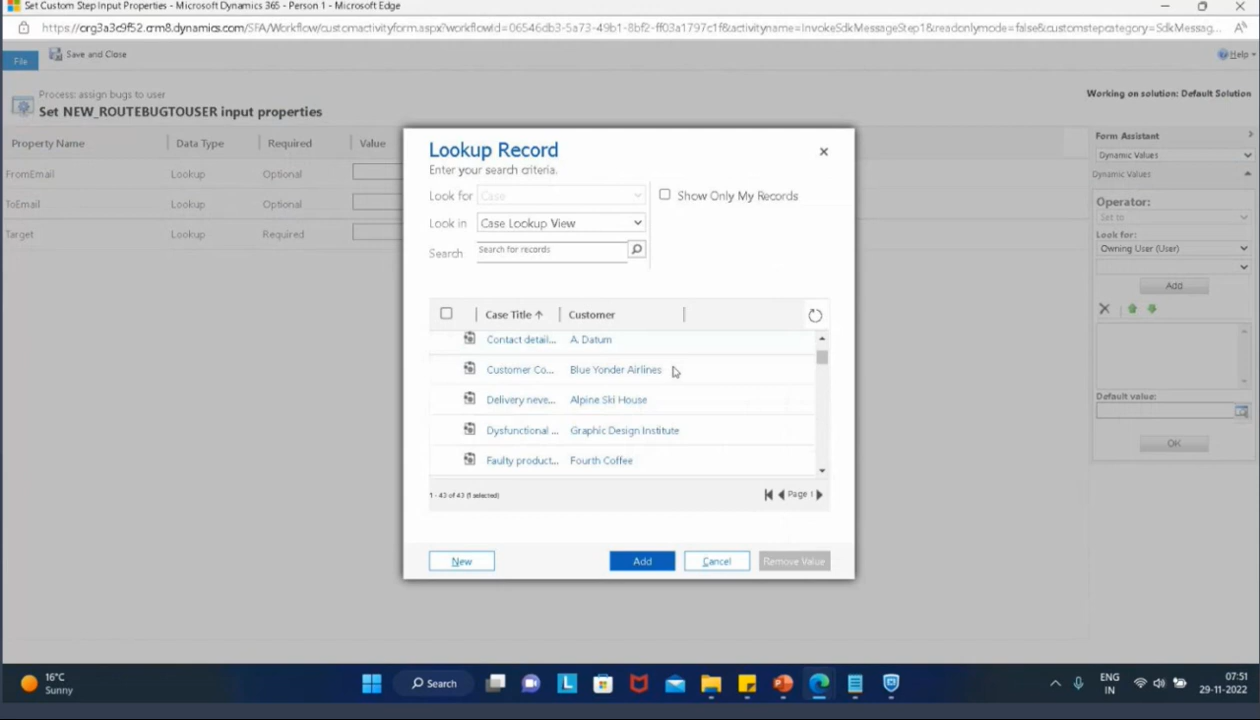 Set Custom Step Input Properties - Microsoft Dynamics 365 - Person 1 - Microsoft Edge
https://org3a3c9f52.crm8.dynamics.com/SFA/Workflow/customactivityform.aspx?workflowId=06546db3-5a73-49b1-8bf2-ff03a1797c1f&activityname=InvokeSdkMessageStep1&readonlymode=false&customstepcategory=SdkMessag...
File
Save and Close
Help
Process: assign bugs to user
Set NEW_ROUTEBUGTOUSER input properties
Working on solution: Default Solution
Property Name Data Type Required Value
FromEmail Lookup Optional
ToEmail Lookup Optional
Target Lookup Required
Lookup Record
Enter your search criteria.
Look for Case
Show Only My Records
Look in Case Lookup View
Search Search for records
Case Title Customer
Contact detail... A. Datum
Customer Co... Blue Yonder Airlines
Delivery neve... Alpine Ski House
Dysfunctional ... Graphic Design Institute
Faulty product... Fourth Coffee
1 - 43 of 43 (1 selected)
Page 1
New Add Cancel Remove Value
Form Assistant
Dynamic Values
Dynamic Values
Operator:
Set to
Look for:
Owning User (User)
Add
Default value:
OK
16°C
Sunny
Search
ENG
IN
07:51
29-11-2022